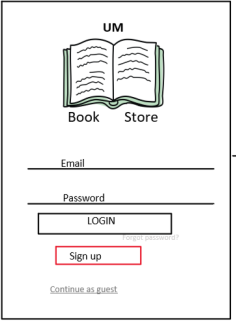 UM
Book Store
Email
Password
LOGIN
Forgot password?
Sign up
Continue as guest